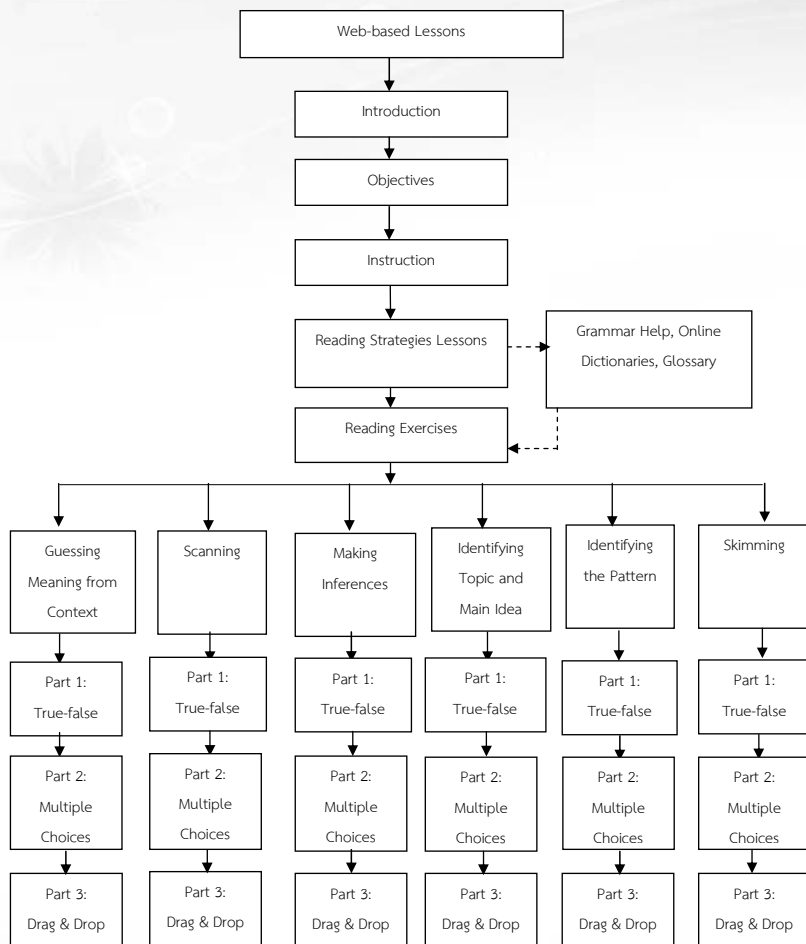 Web-based Lessons
Introduction
Objectives
Instruction
Reading Strategies Lessons
Grammar Help, Online
Dictionaries, Glossary
Reading Exercises
Guessing
Meaning from
Context
Scanning
Making
Inferences
Identifying
Topic and
Main Idea
Identifying
the Pattern
Skimming
Part 1:
True-false
Part 1:
True-false
Part 1:
True-false
Part 1:
True-false
Part 1:
True-false
Part 1:
True-false
Part 2:
Multiple
Choices
Part 2:
Multiple
Choices
Part 2:
Multiple
Choices
Part 2:
Multiple
Choices
Part 2:
Multiple
Choices
Part 2:
Multiple
Choices
Part 3:
Drag & Drop
Part 3:
Drag & Drop
Part 3:
Drag & Drop
Part 3:
Drag & Drop
Part 3:
Drag & Drop
Part 3:
Drag & Drop